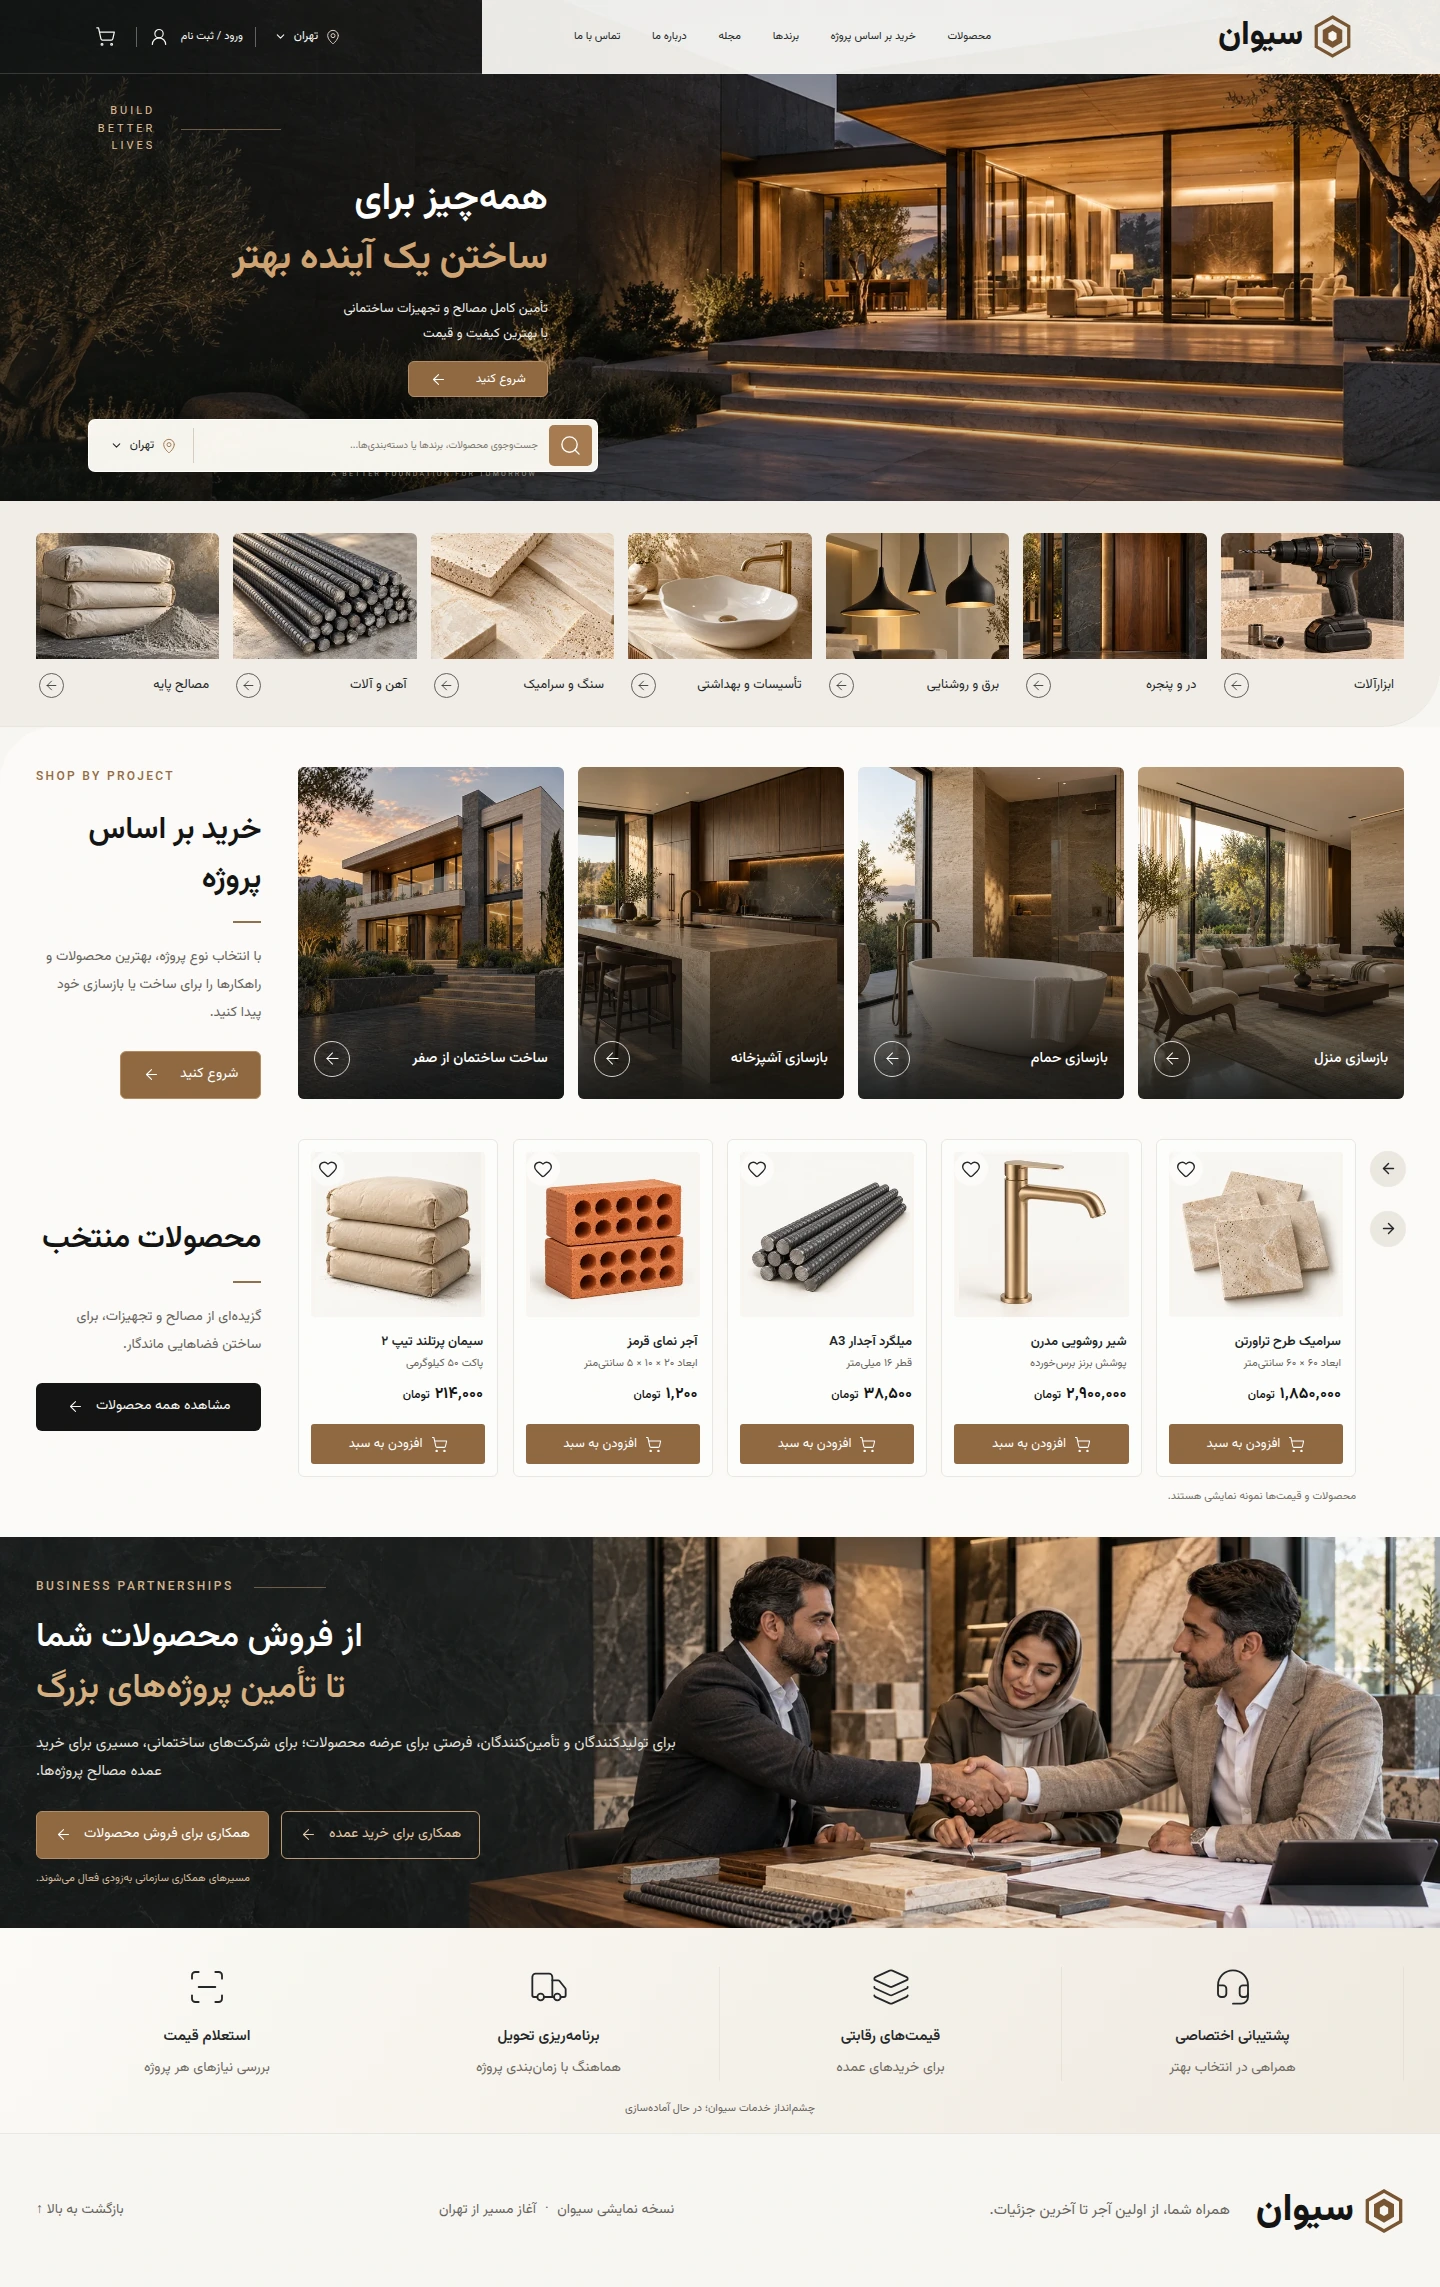 سیوان
محصولات
خرید بر اساس پروژه
برندها
مجله
درباره ما
تماس با ما
تهران
ورود / ثبت نام
BUILD
BETTER
LIVES
همه‌چیز برای
ساختن یک آینده بهتر
تأمین کامل مصالح و تجهیزات ساختمانی
با بهترین کیفیت و قیمت
شروع کنید
جست‌وجوی محصولات، برندها یا دسته‌بندی‌ها...
تهران
A BETTER FOUNDATION FOR TOMORROW
ابزارآلات
در و پنجره
برق و روشنایی
تأسیسات و بهداشتی
سنگ و سرامیک
آهن و آلات
مصالح پایه
SHOP BY PROJECT
خرید بر اساس
پروژه
با انتخاب نوع پروژه، بهترین محصولات و
راهکارها را برای ساخت یا بازسازی خود
پیدا کنید.
شروع کنید
بازسازی منزل
بازسازی حمام
بازسازی آشپزخانه
ساخت ساختمان از صفر
محصولات منتخب
گزیده‌ای از مصالح و تجهیزات، برای
ساختن فضاهایی ماندگار.
مشاهده همه محصولات
سرامیک طرح تراورتن
ابعاد ۶۰ × ۶۰ سانتی‌متر
۱,۸۵۰,۰۰۰ تومان
افزودن به سبد
شیر روشویی مدرن
پوشش برنز برس‌خورده
۲,۹۰۰,۰۰۰ تومان
افزودن به سبد
میلگرد آجدار A3
قطر ۱۶ میلی‌متر
۳۸,۵۰۰ تومان
افزودن به سبد
آجر نمای قرمز
ابعاد ۲۰ × ۱۰ × ۵ سانتی‌متر
۱,۲۰۰ تومان
افزودن به سبد
سیمان پرتلند تیپ ۲
پاکت ۵۰ کیلوگرمی
۲۱۴,۰۰۰ تومان
افزودن به سبد
محصولات و قیمت‌ها نمونه نمایشی هستند.
BUSINESS PARTNERSHIPS
از فروش محصولات شما
تا تأمین پروژه‌های بزرگ
برای تولیدکنندگان و تأمین‌کنندگان، فرصتی برای عرضه محصولات؛ برای شرکت‌های ساختمانی، مسیری برای خرید
عمده مصالح پروژه‌ها.
همکاری برای خرید عمده
همکاری برای فروش محصولات
مسیرهای همکاری سازمانی به‌زودی فعال می‌شوند.
پشتیبانی اختصاصی
همراهی در انتخاب بهتر
قیمت‌های رقابتی
برای خریدهای عمده
برنامه‌ریزی تحویل
هماهنگ با زمان‌بندی پروژه
استعلام قیمت
بررسی نیازهای هر پروژه
چشم‌انداز خدمات سیوان؛ در حال آماده‌سازی
سیوان
همراه شما، از اولین آجر تا آخرین جزئیات.
نسخه نمایشی سیوان · آغاز مسیر از تهران
بازگشت به بالا ↑